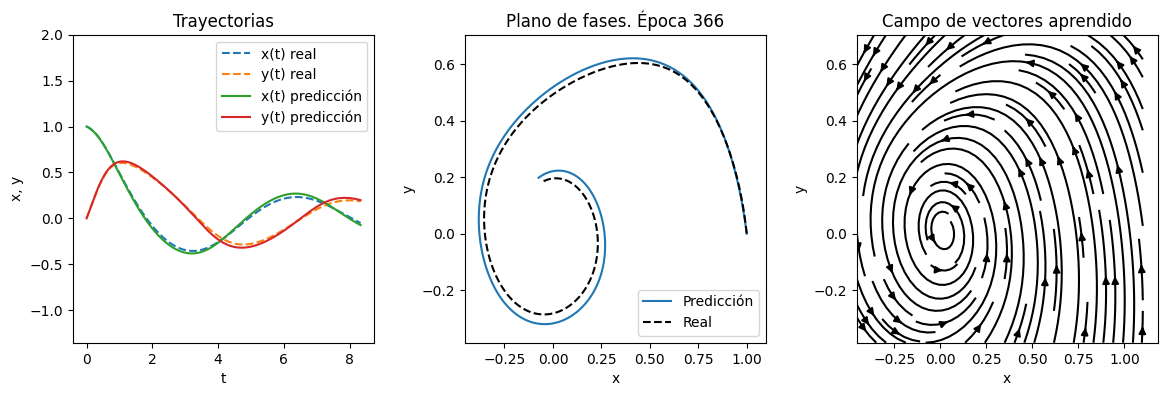 Trayectorias
2.0
1.5
1.0
0.5
0.0
−0.5
−1.0
x, y
0
2
4
6
8
t
x(t) real
y(t) real
x(t) predicción
y(t) predicción
Plano de fases. Época 366
0.6
0.4
0.2
0.0
−0.2
y
−0.25
0.00
0.25
0.50
0.75
1.00
x
Predicción
Real
Campo de vectores aprendido
0.6
0.4
0.2
0.0
−0.2
y
−0.25
0.00
0.25
0.50
0.75
1.00
x